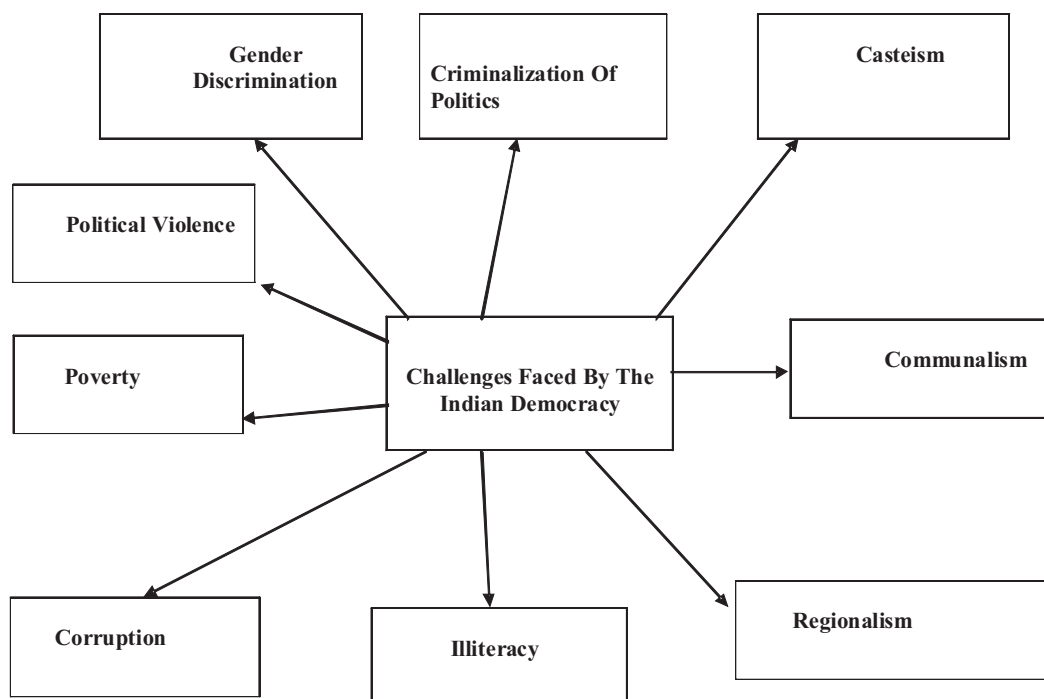 Gender
Discrimination
Criminalization Of
Politics
Casteism
Political Violence
Poverty
Challenges Faced By The
Indian Democracy
Communalism
Corruption
Illiteracy
Regionalism